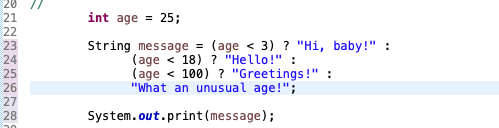 20 //
21 int age = 25;
22
23 String message = (age < 3) ? "Hi, baby!" :
24 (age < 18) ? "Hello!" :
25 (age < 100) ? "Greetings!" :
26 "What an unusual age!";
27
28 System.out.print(message);